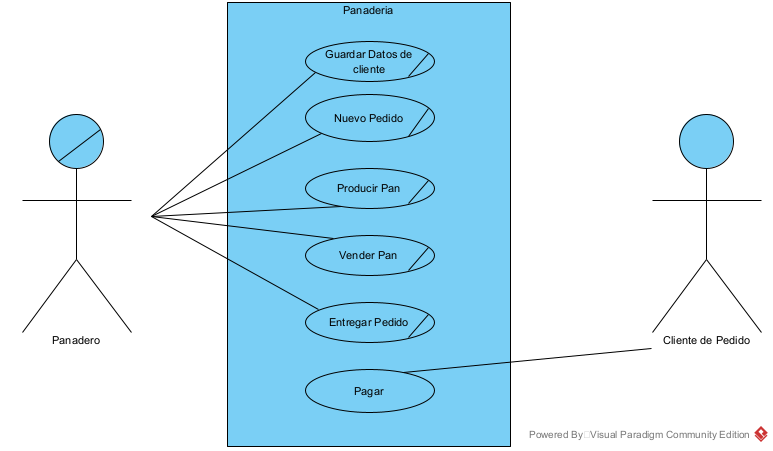 Panaderia
Guardar Datos de
cliente
Nuevo Pedido
Producir Pan
Vender Pan
Entregar Pedido
Panadero
Cliente de Pedido
Pagar
Powered By Visual Paradigm Community Edition